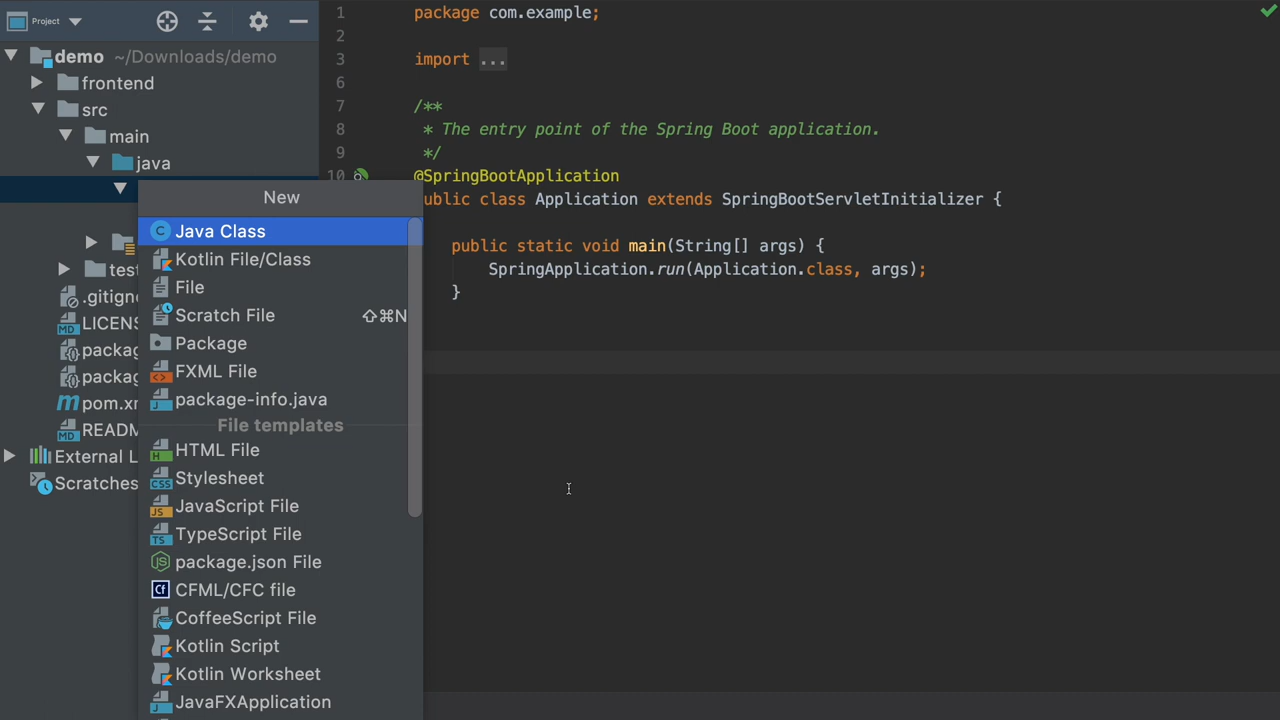 Project
demo ~/Downloads/demo
frontend
src
main
java
test
.gitigno
LICENS
packag
packag
pom.xm
READM
External L
Scratches
New
Java Class
Kotlin File/Class
File
Scratch File ⇧⌘N
Package
FXML File
package-info.java
File templates
HTML File
Stylesheet
JavaScript File
TypeScript File
package.json File
CFML/CFC file
CoffeeScript File
Kotlin Script
Kotlin Worksheet
JavaFXApplication
1 package com.example;
2
3 import ...
6
7 /**
8 * The entry point of the Spring Boot application.
9 */
10 @SpringBootApplication
ublic class Application extends SpringBootServletInitializer {
public static void main(String[] args) {
SpringApplication.run(Application.class, args);
}